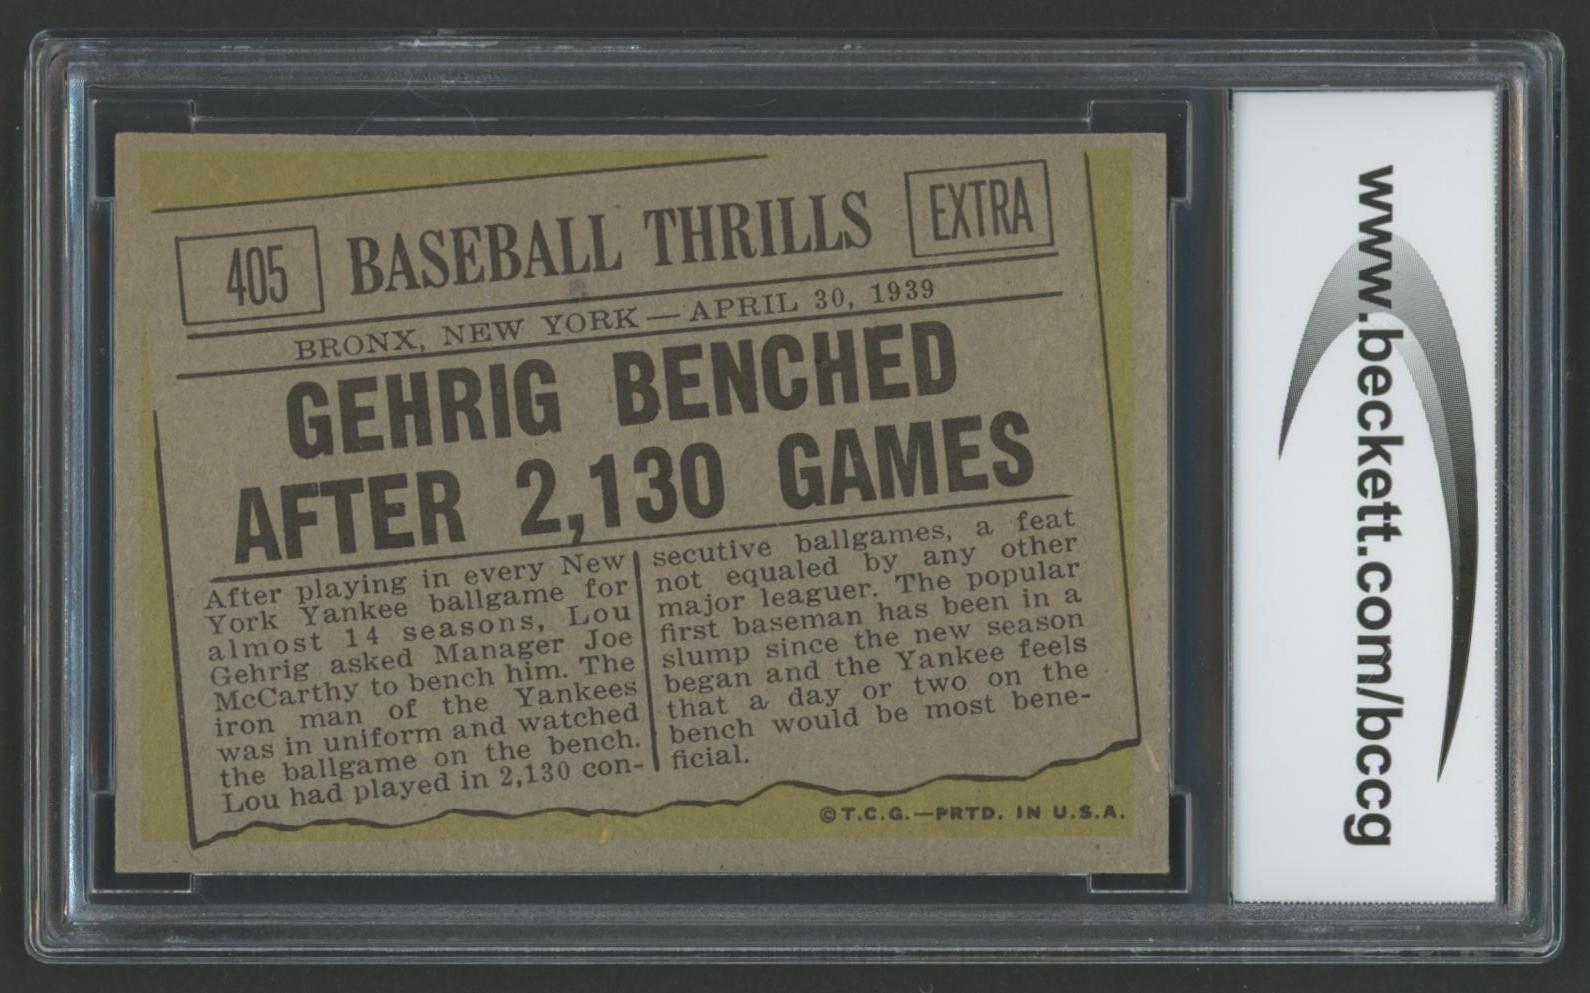 405 BASEBALL THRILLS EXTRA
BRONX, NEW YORK — APRIL 30, 1939
GEHRIG BENCHED
AFTER 2,130 GAMES
After playing in every New
York Yankee ballgame for
almost 14 seasons, Lou
Gehrig asked Manager Joe
McCarthy to bench him. The
iron man of the Yankees
was in uniform and watched
the ballgame on the bench.
Lou had played in 2,130 con-
secutive ballgames, a feat
not equaled by any other
major leaguer. The popular
first baseman has been in a
slump since the new season
began and the Yankee feels
that a day or two on the
bench would be most bene-
ficial.
©T.C.G.—PRTD. IN U.S.A.
www.beckett.com/bccg